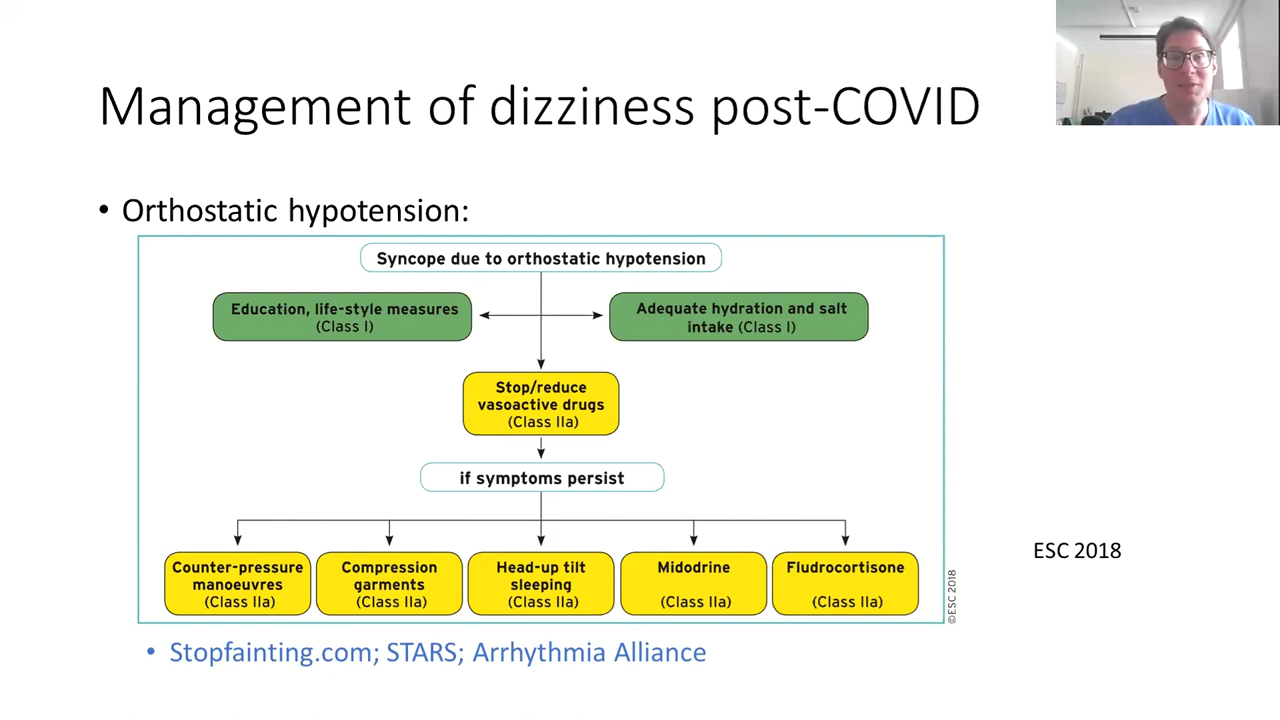 Management of dizziness post-COVID
• Orthostatic hypotension:
Syncope due to orthostatic hypotension
Education, life-style measures
(Class I)
Adequate hydration and salt
intake (Class I)
Stop/reduce
vasoactive drugs
(Class IIa)
if symptoms persist
Counter-pressure
manoeuvres
(Class IIa)
Compression
garments
(Class IIa)
Head-up tilt
sleeping
(Class IIa)
Midodrine
(Class IIa)
Fludrocortisone
(Class IIa)
©ESC 2018
ESC 2018
• Stopfainting.com; STARS; Arrhythmia Alliance